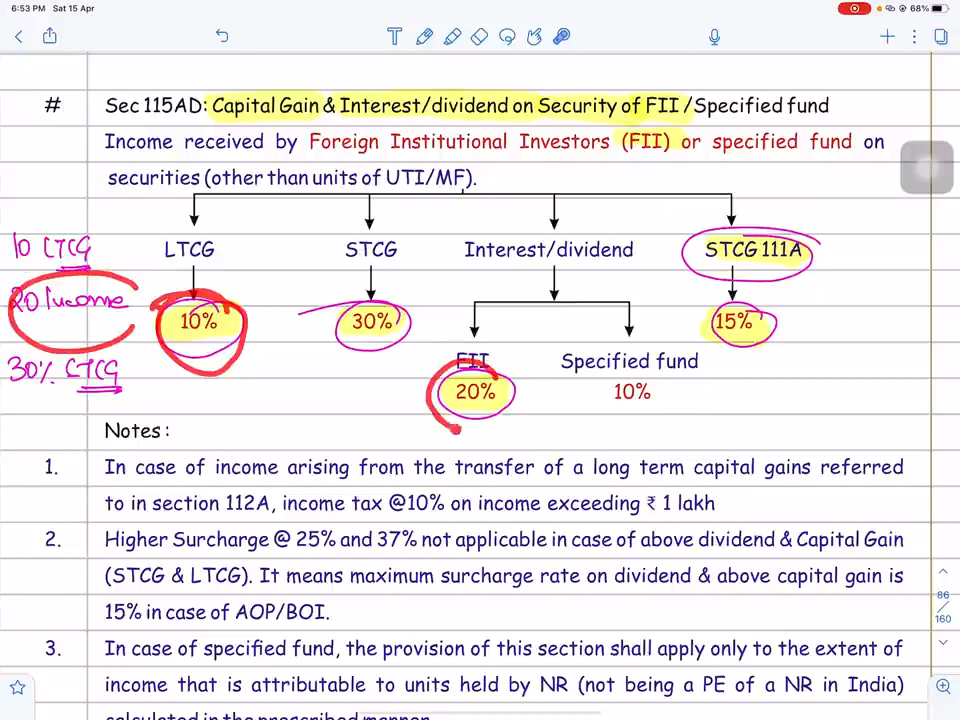 6:53 PM Sat 15 Apr
68%
# Sec 115AD: Capital Gain & Interest/dividend on Security of FII /Specified fund
Income received by Foreign Institutional Investors (FII) or specified fund on
securities (other than units of UTI/MF).
10 LTCG
LTCG STCG Interest/dividend STCG 111A
20 Income
10% 30% 15%
30%
FII Specified fund
20% 10%
Notes :
1. In case of income arising from the transfer of a long term capital gains referred
to in section 112A, income tax @10% on income exceeding ₹ 1 lakh
2. Higher Surcharge @ 25% and 37% not applicable in case of above dividend & Capital Gain
(STCG & LTCG). It means maximum surcharge rate on dividend & above capital gain is
15% in case of AOP/BOI.
3. In case of specified fund, the provision of this section shall apply only to the extent of
income that is attributable to units held by NR (not being a PE of a NR in India)
calculated in the prescribed manner
86
/
160